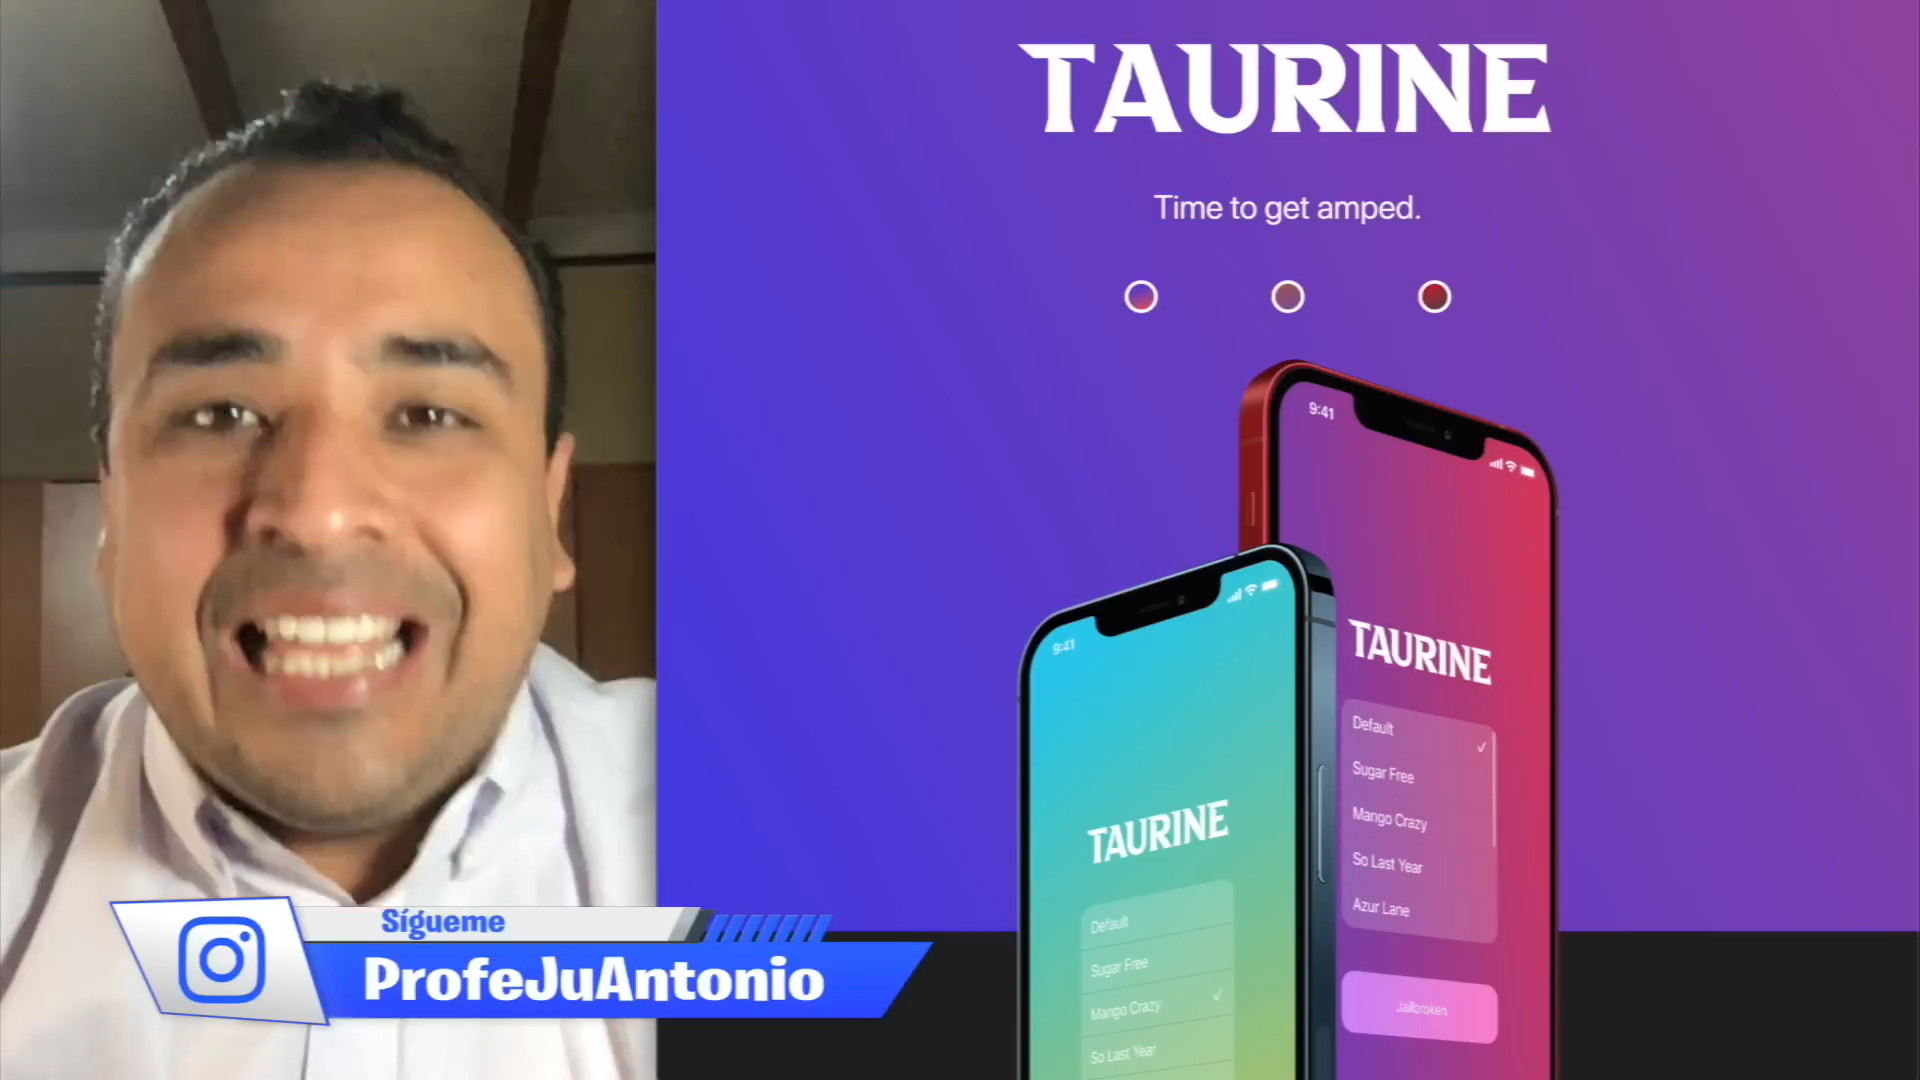 TAURINE
Time to get amped.
9:41
9:41
TAURINE
Default
Sugar Free
Mango Crazy
So Last Year
Azur Lane
Jailbroken
TAURINE
Default
Sugar Free
Mango Crazy
So Last Year
Sígueme
ProfeJuAntonio